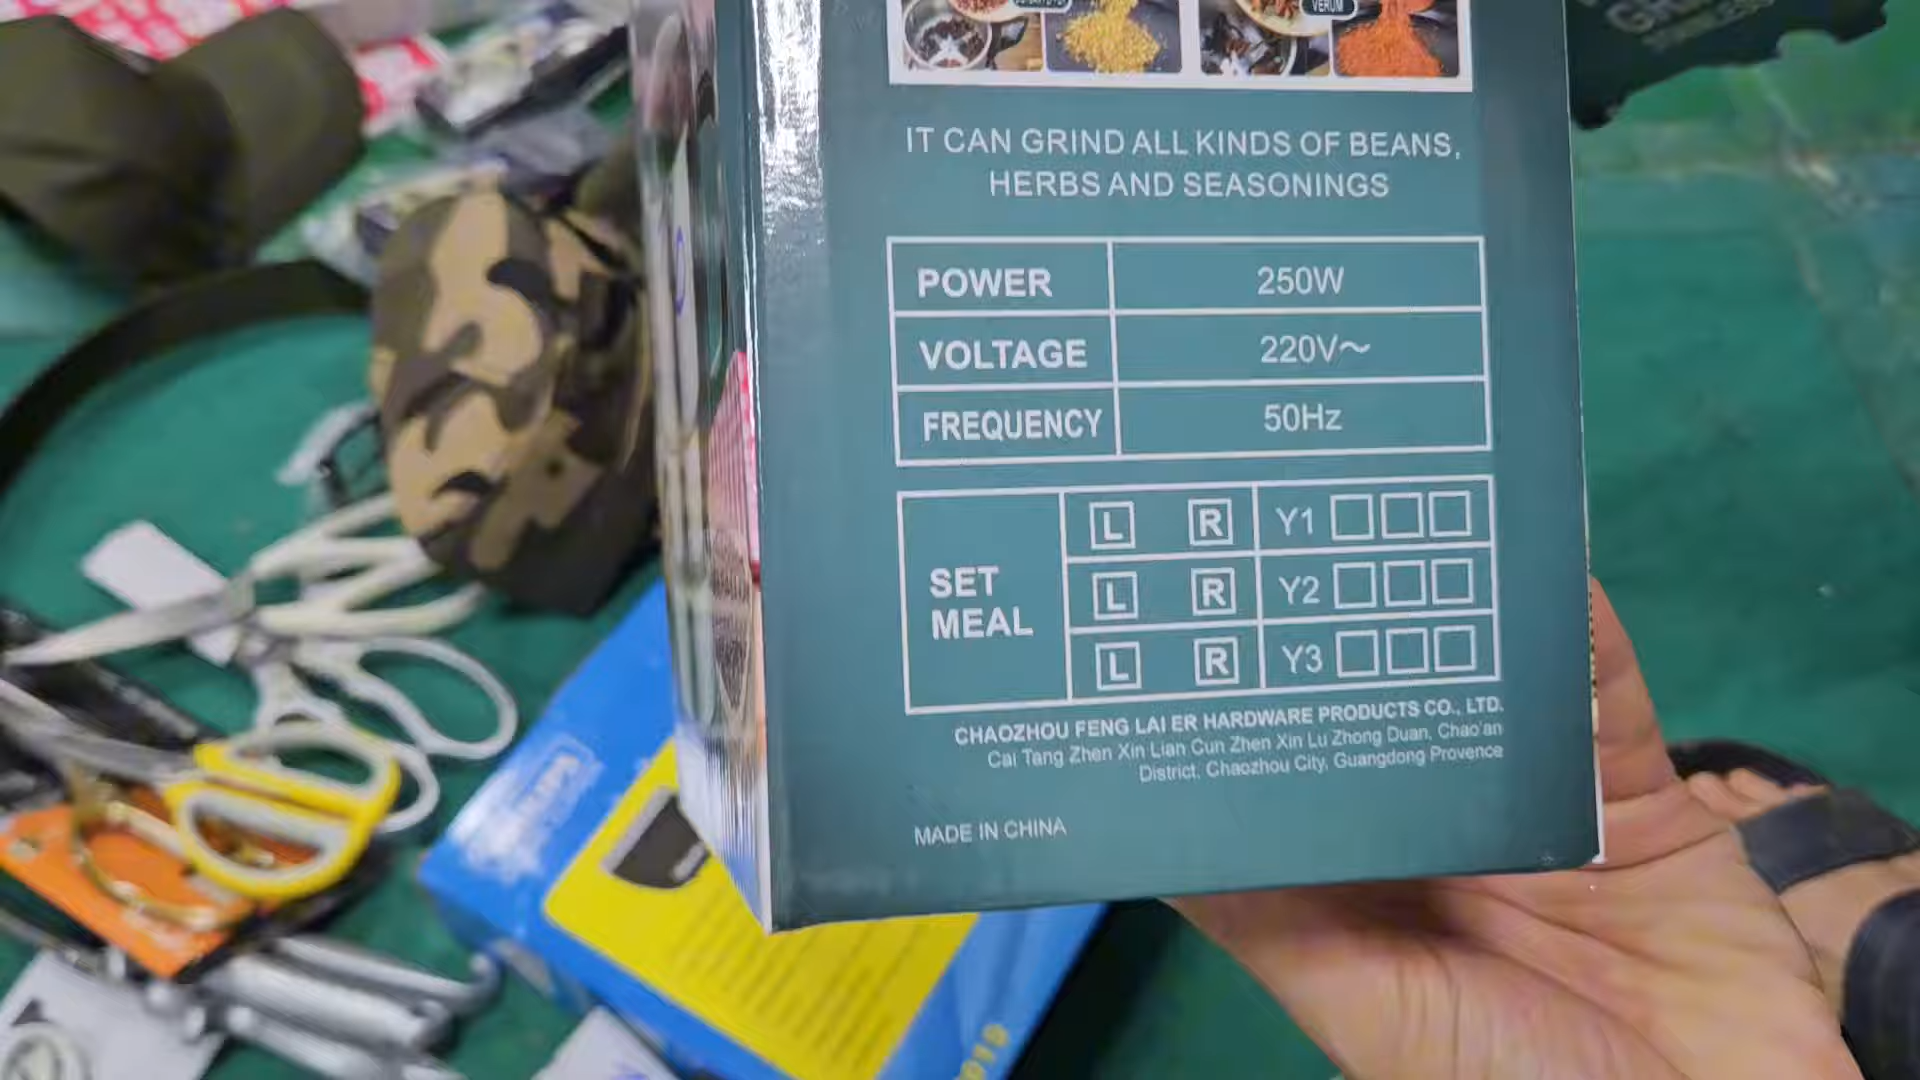 VERUM
IT CAN GRIND ALL KINDS OF BEANS,
HERBS AND SEASONINGS
POWER 250W
VOLTAGE 220V～
FREQUENCY 50Hz
SET MEAL
L R Y1
L R Y2
L R Y3
CHAOZHOU FENG LAI ER HARDWARE PRODUCTS CO., LTD.
Cai Tang Zhen Xin Lian Cun Zhen Xin Lu Zhong Duan, Chao'an
District, Chaozhou City, Guangdong Provence
MADE IN CHINA